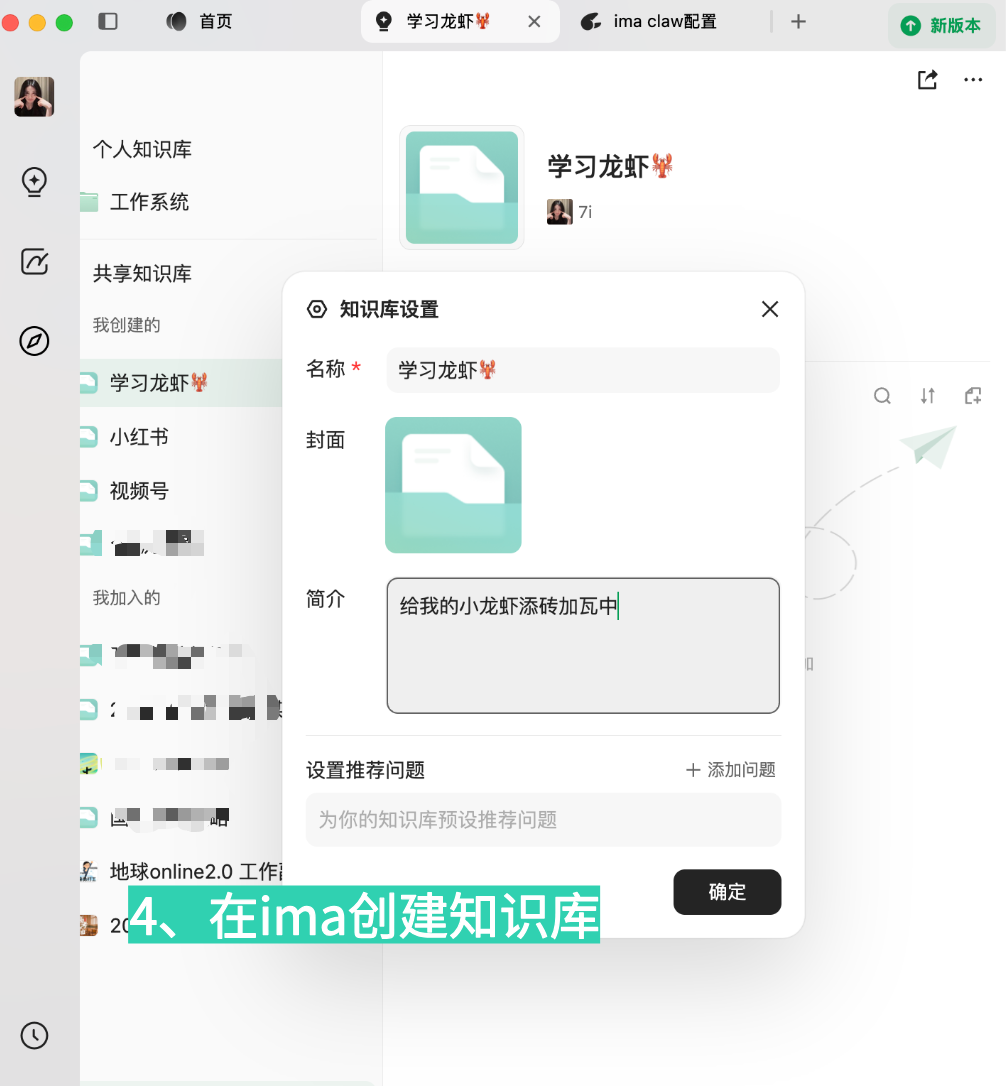 首页
学习龙虾🦞
ima claw配置
新版本
个人知识库
工作系统
共享知识库
我创建的
学习龙虾🦞
小红书
视频号
我加入的
地球online2.0 工作
20
学习龙虾🦞
7i
知识库设置
名称 *
学习龙虾🦞
封面
简介
给我的小龙虾添砖加瓦中
设置推荐问题
添加问题
为你的知识库预设推荐问题
确定
4、在ima创建知识库